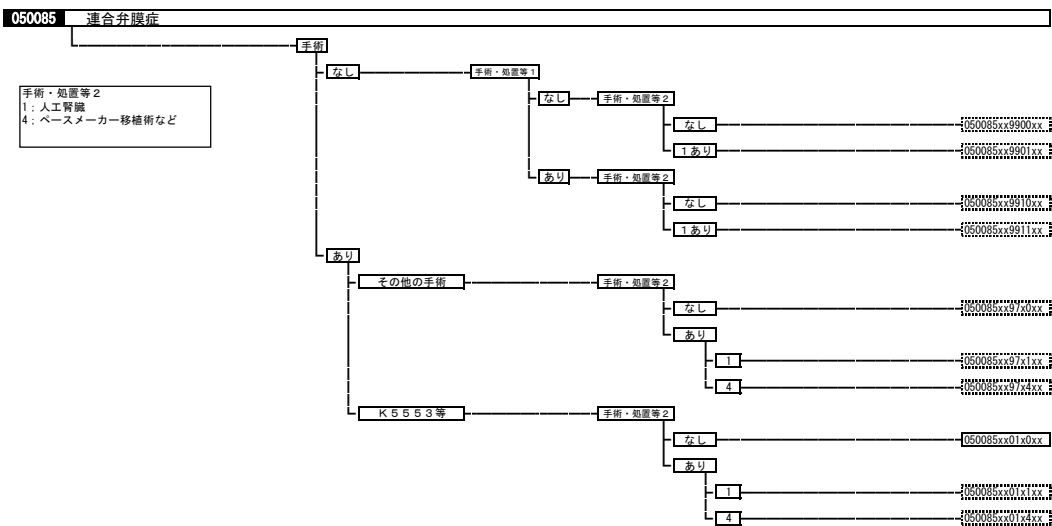 050085 連合弁膜症
手術
なし 手術・処置等1
手術・処置等2
1；人工腎臓
4；ペースメーカー移植術など
なし 手術・処置等2
なし 050085xx9900xx
1あり 050085xx9901xx
あり 手術・処置等2
なし 050085xx9910xx
1あり 050085xx9911xx
あり
その他の手術 手術・処置等2
なし 050085xx97x0xx
あり
1 050085xx97x1xx
4 050085xx97x4xx
K5553等 手術・処置等2
なし 050085xx01x0xx
あり
1 050085xx01x1xx
4 050085xx01x4xx